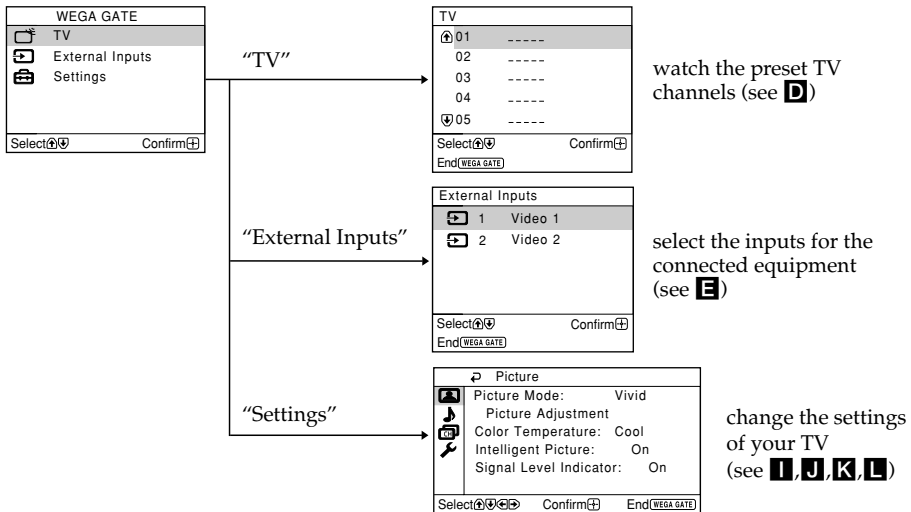 WEGA GATE
TV
External Inputs
Settings
Select Confirm
"TV"
TV
01 -----
02 -----
03 -----
04 -----
05 -----
Select Confirm
End WEGA GATE
watch the preset TV
channels (see D)
"External Inputs"
External Inputs
1 Video 1
2 Video 2
Select Confirm
End WEGA GATE
select the inputs for the
connected equipment
(see E)
"Settings"
Picture
Picture Mode: Vivid
Picture Adjustment
Color Temperature: Cool
Intelligent Picture: On
Signal Level Indicator: On
CH
Select Confirm End WEGA GATE
change the settings
of your TV
(see I, J, K, L)